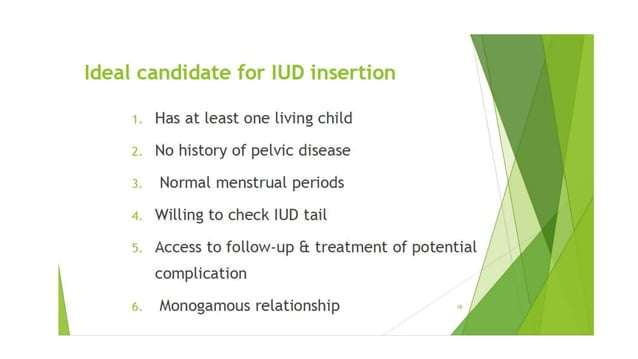 Ideal candidate for IUD insertion
1. Has at least one living child
2. No history of pelvic disease
3. Normal menstrual periods
4. Willing to check IUD tail
5. Access to follow-up & treatment of potential
complication
6. Monogamous relationship